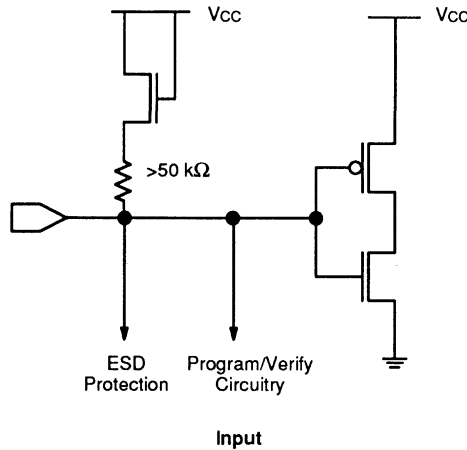 VCC
VCC
>50 kΩ
ESD
Protection
Program/Verify
Circuitry
Input